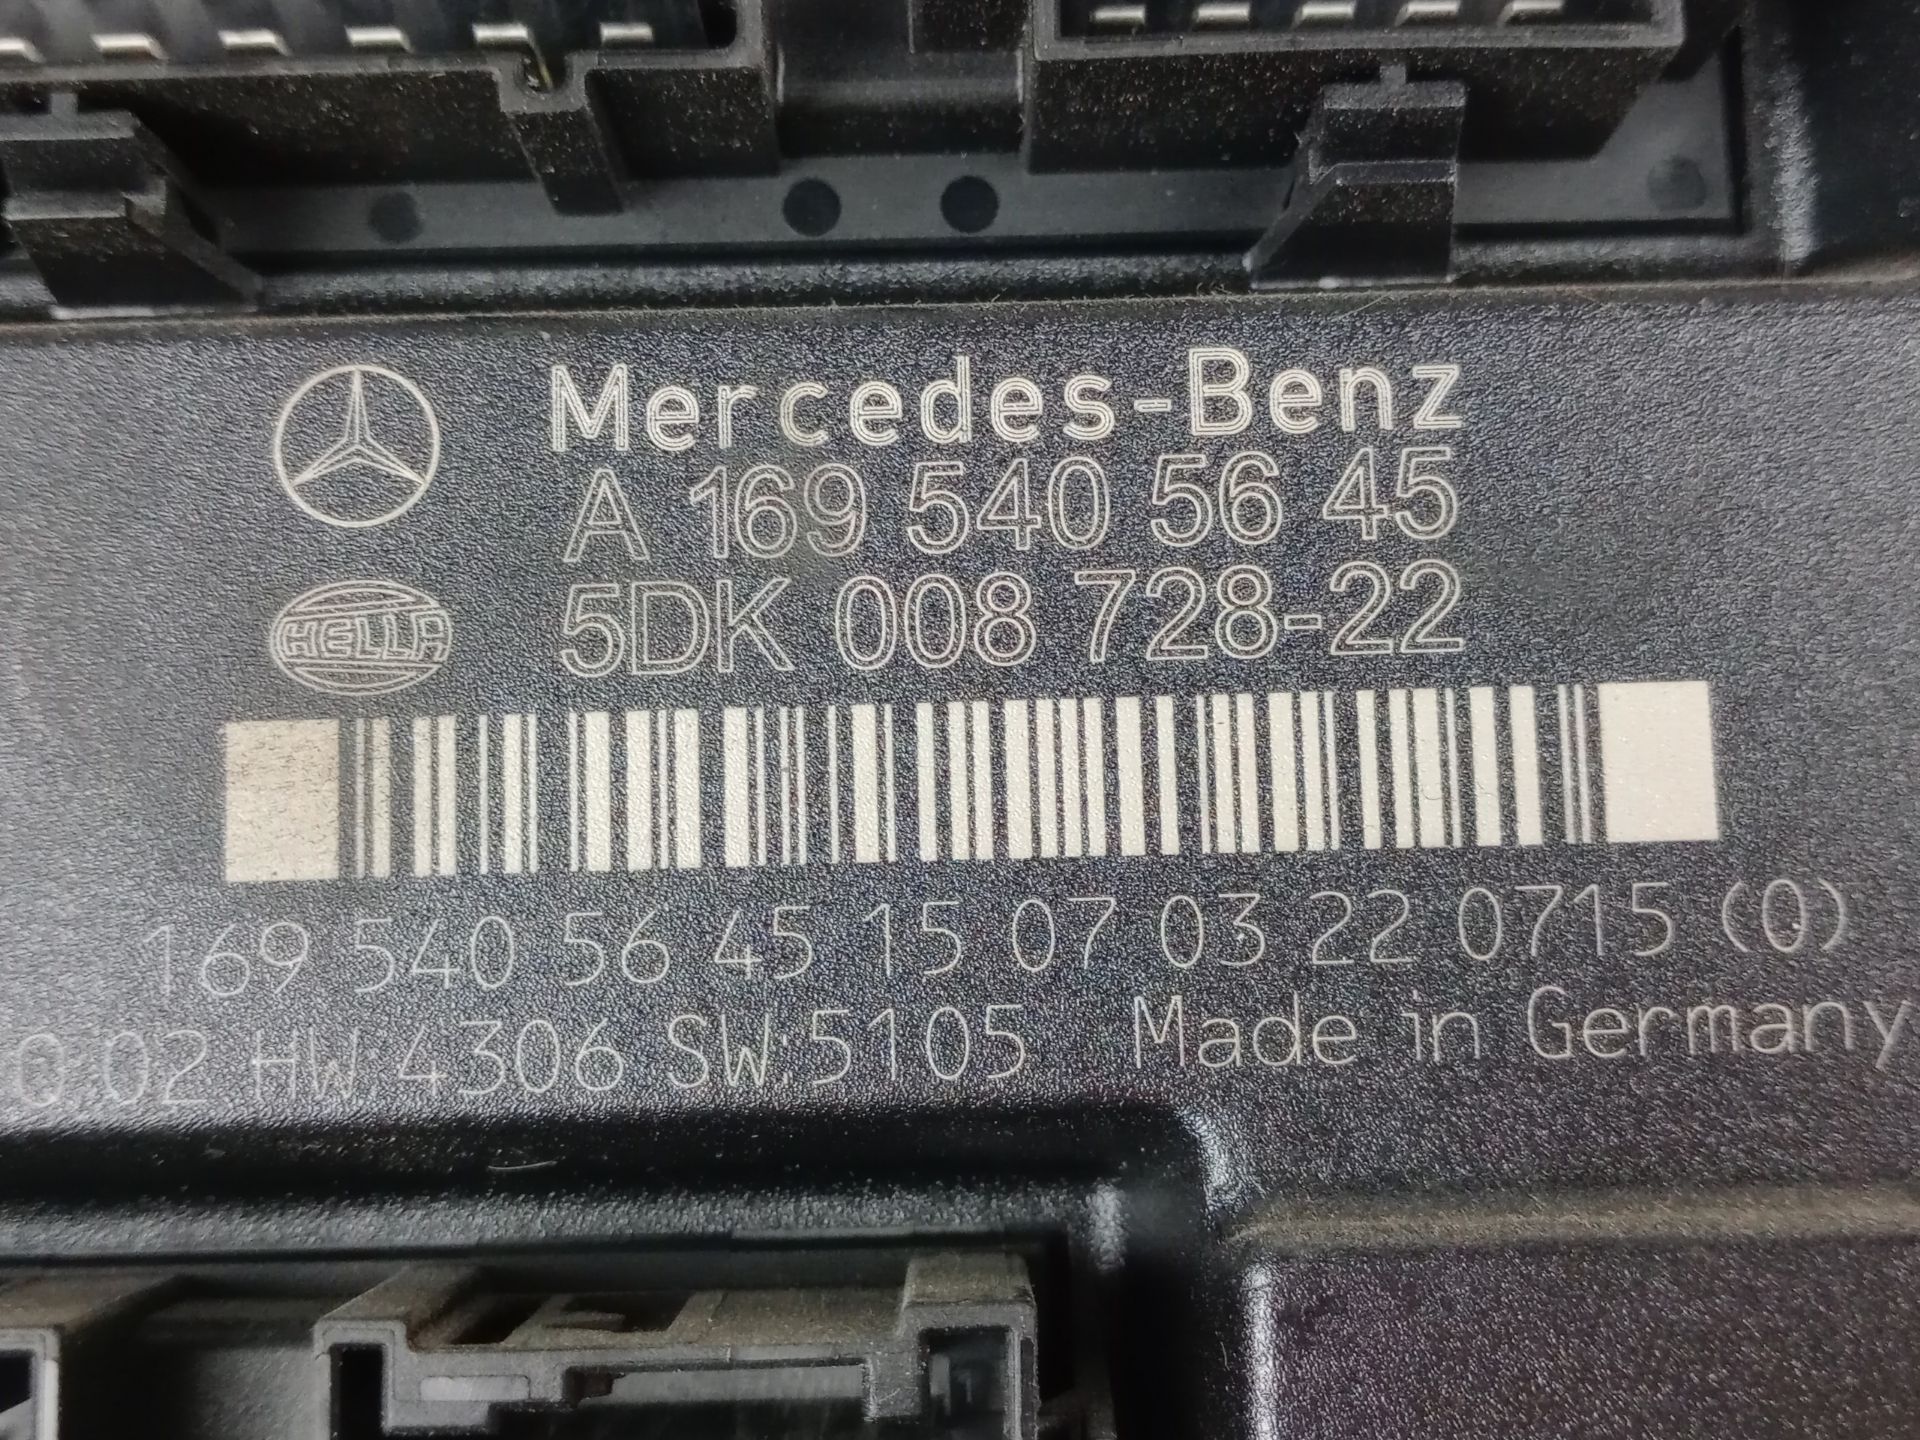 Mercedes-Benz
A 169 540 56 45
HELLA
5DK 008 728-22
169 540 56 45 15 07 03 22 0715 (0)
0.02 HW:4306 SW:5105 Made in Germany